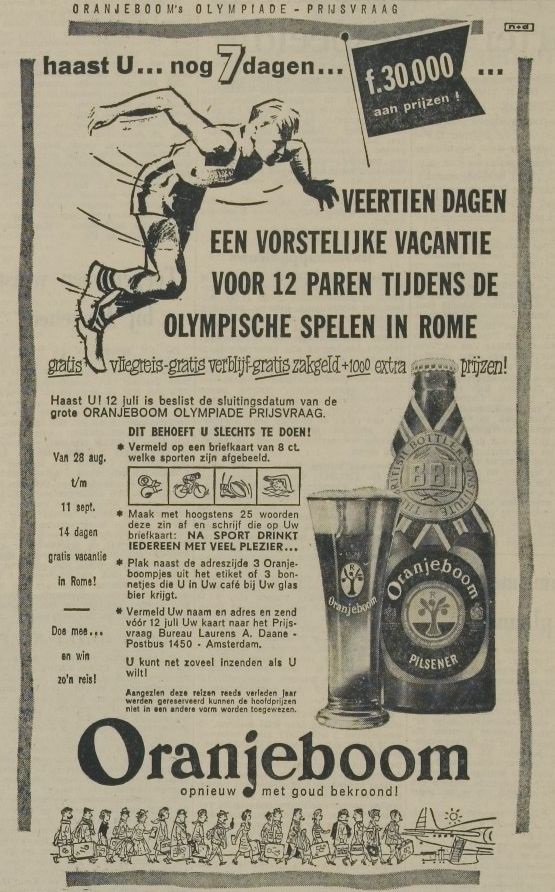 ORANJEBOOM's OLYMPIADE - PRIJSVRAAG
n+d
haast U... nog 7 dagen...
f.30.000 ...
aan prijzen !
VEERTIEN DAGEN
EEN VORSTELIJKE VACANTIE
VOOR 12 PAREN TIJDENS DE
OLYMPISCHE SPELEN IN ROME
gratis vliegreis-gratis verblijf-gratis zakgeld+1000 extra prijzen!
Haast U! 12 juli is beslist de sluitingsdatum van de
grote ORANJEBOOM OLYMPIADE PRIJSVRAAG.
DIT BEHOEFT U SLECHTS TE DOEN!
* Vermeld op een briefkaart van 8 ct.
welke sporten zijn afgebeeld.
* Maak met hoogstens 25 woorden
deze zin af en schrijf die op Uw
briefkaart: NA SPORT DRINKT
IEDEREEN MET VEEL PLEZIER...
* Plak naast de adreszijde 3 Oranje-
boompjes uit het etiket of 3 bon-
netjes die U in Uw café bij Uw glas
bier krijgt.
* Vermeld Uw naam en adres en zend
vóór 12 juli Uw kaart naar het Prijs-
vraag Bureau Laurens A. Daane -
Postbus 1450 - Amsterdam.
U kunt net zoveel inzenden als U
wilt!
Aangezien deze reizen reeds verleden jaar
werden gereserveerd kunnen de hoofdprijzen
niet in een andere vorm worden toegewezen.
Van 28 aug.
t/m
11 sept.
14 dagen
gratis vacantie
in Rome!
Doe mee...
en win
zo'n reis!
BRITISH BOTTLERS INSTITUTE
BBI
R
Oranjeboom
Oranjeboom
R
PILSENER
Oranjeboom
opnieuw met goud bekroond!